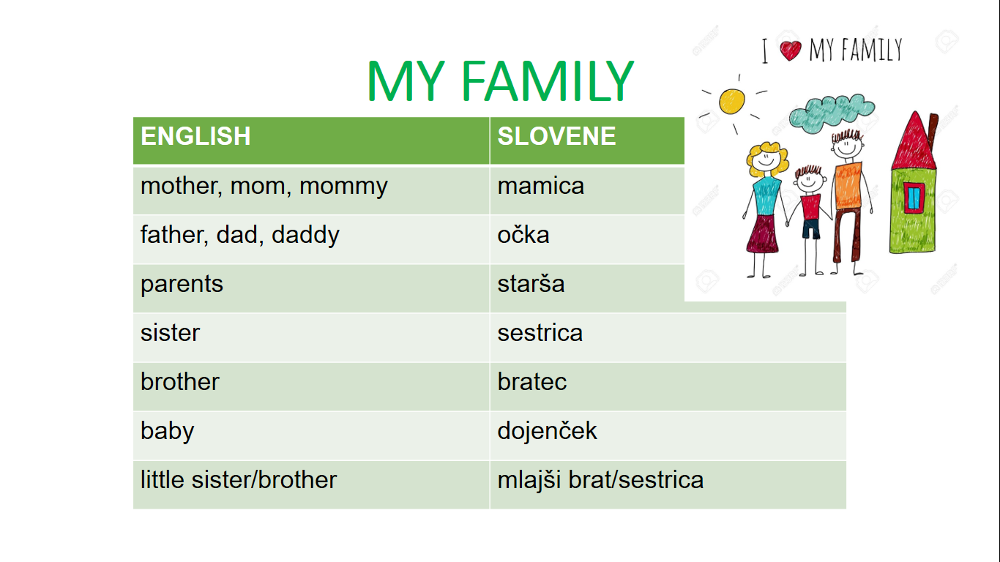 I ❤ MY FAMILY
MY FAMILY
ENGLISH SLOVENE
mother, mom, mommy mamica
father, dad, daddy očka
parents starša
sister sestrica
brother bratec
baby dojenček
little sister/brother mlajši brat/sestrica